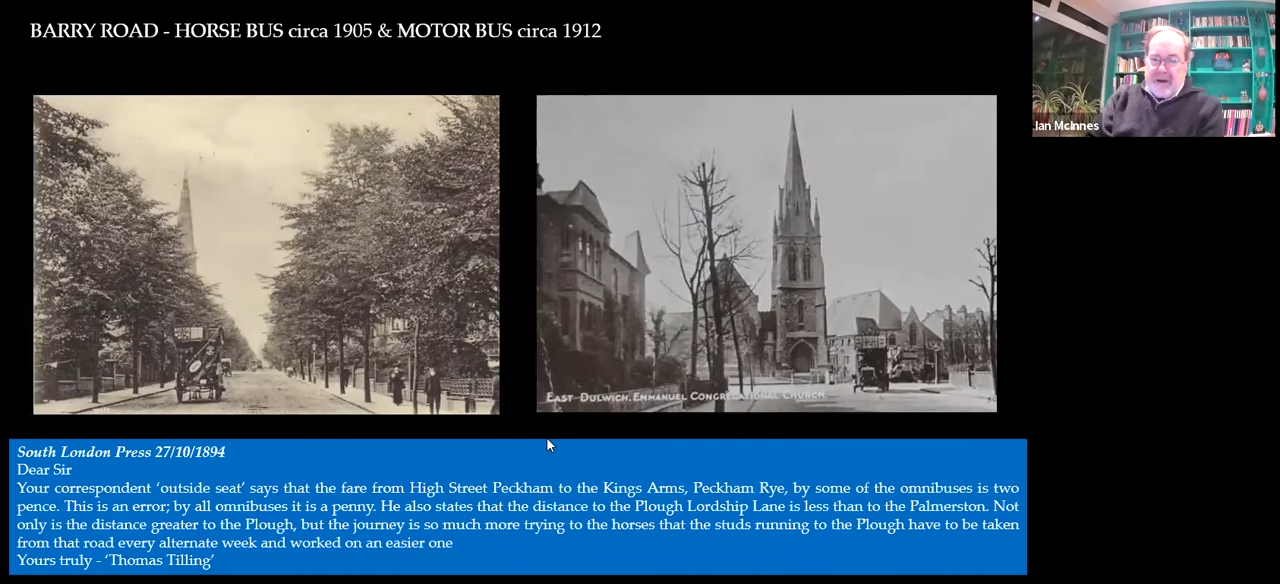 BARRY ROAD - HORSE BUS circa 1905 & MOTOR BUS circa 1912
Ian McInnes
EAST DULWICH. EMMANUEL CONGREGATIONAL CHURCH.
South London Press 27/10/1894
Dear Sir
Your correspondent ‘outside seat’ says that the fare from High Street Peckham to the Kings Arms, Peckham Rye, by some of the omnibuses is two
pence. This is an error; by all omnibuses it is a penny. He also states that the distance to the Plough Lordship Lane is less than to the Palmerston. Not
only is the distance greater to the Plough, but the journey is so much more trying to the horses that the studs running to the Plough have to be taken
from that road every alternate week and worked on an easier one
Yours truly - ‘Thomas Tilling’